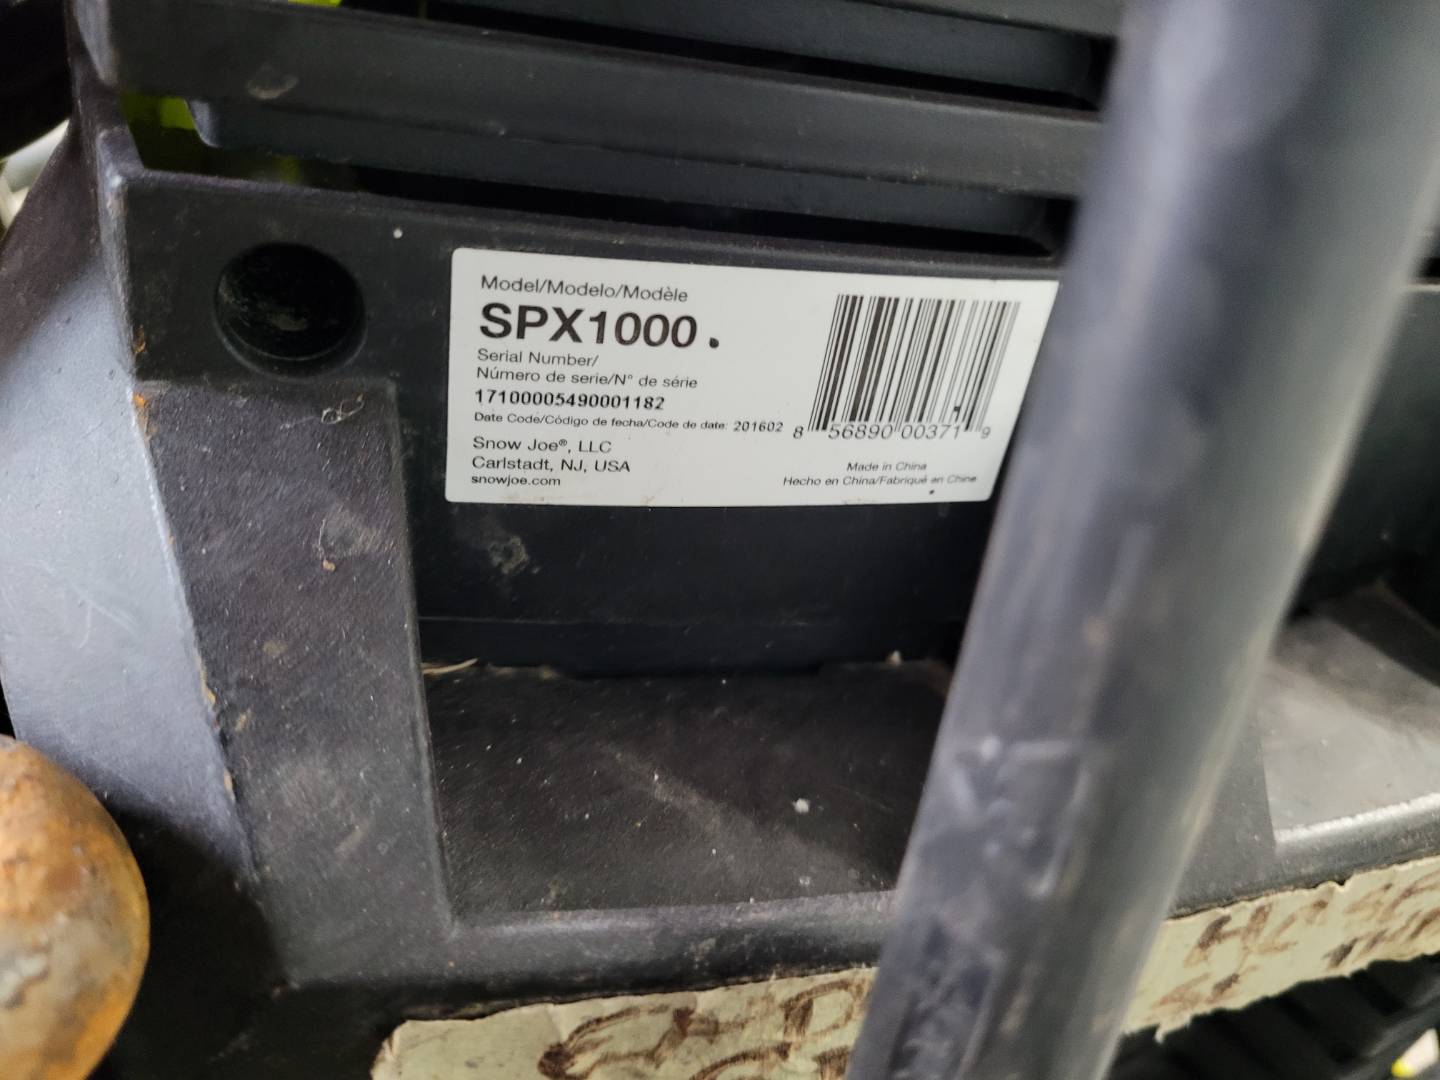 Model/Modelo/Modèle
SPX1000.
Serial Number/
Número de serie/N° de série
17100005490001182
Date Code/Código de fecha/Code de date: 201602
Snow Joe®, LLC
Carlstadt, NJ, USA
snowjoe.com
8 56890 00371 9
Made in China
Hecho en China/Fabriqué en Chine